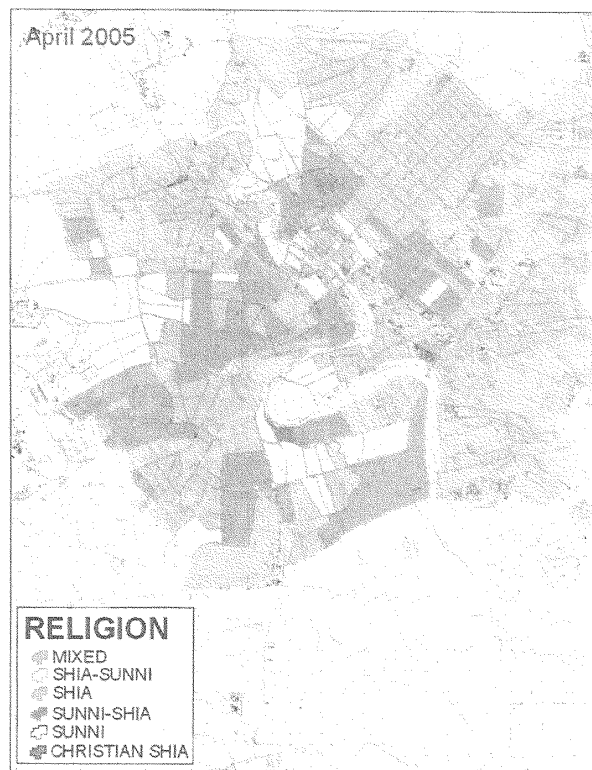 April 2005
RELIGION
MIXED
SHIA-SUNNI
SHIA
SUNNI-SHIA
SUNNI
CHRISTIAN SHIA